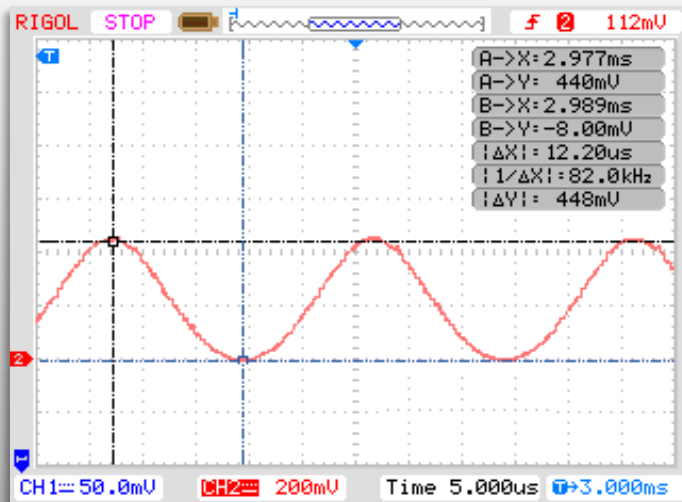 RIGOL STOP 2 112mV
T
A->X:2.977ms
A->Y: 440mV
B->X:2.989ms
B->Y:-8.00mV
|ΔX|:12.20us
|1/ΔX|:82.0kHz
|ΔY|: 448mV
2
CH1 50.0mV CH2 200mV Time 5.000us T→3.000ms